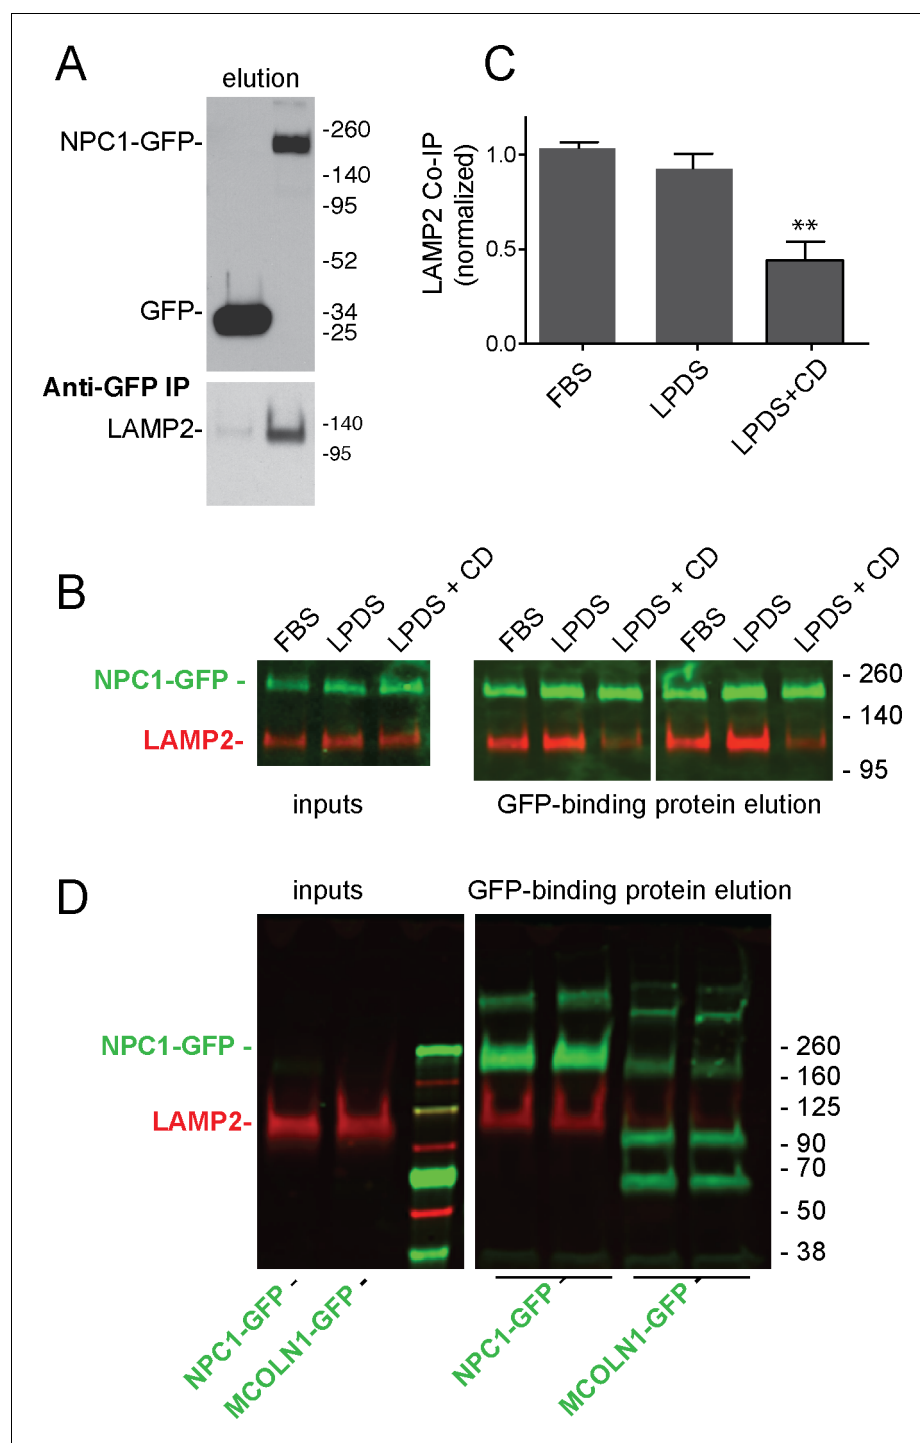 A
elution
NPC1-GFP-
-260
-140
-95
-52
GFP-
-34
-25
Anti-GFP IP
LAMP2-
-140
-95
C
LAMP2 Co-IP
(normalized)
1.0
0.5
0.0
**
FBS
LPDS
LPDS+CD
B
FBS
LPDS
LPDS + CD
FBS
LPDS
LPDS + CD
FBS
LPDS
LPDS + CD
NPC1-GFP -
LAMP2-
- 260
- 140
- 95
inputs
GFP-binding protein elution
D
inputs
GFP-binding protein elution
NPC1-GFP -
LAMP2-
- 260
- 160
- 125
- 90
- 70
- 50
- 38
NPC1-GFP -
MCOLN1-GFP -
NPC1-GFP -
MCOLN1-GFP -